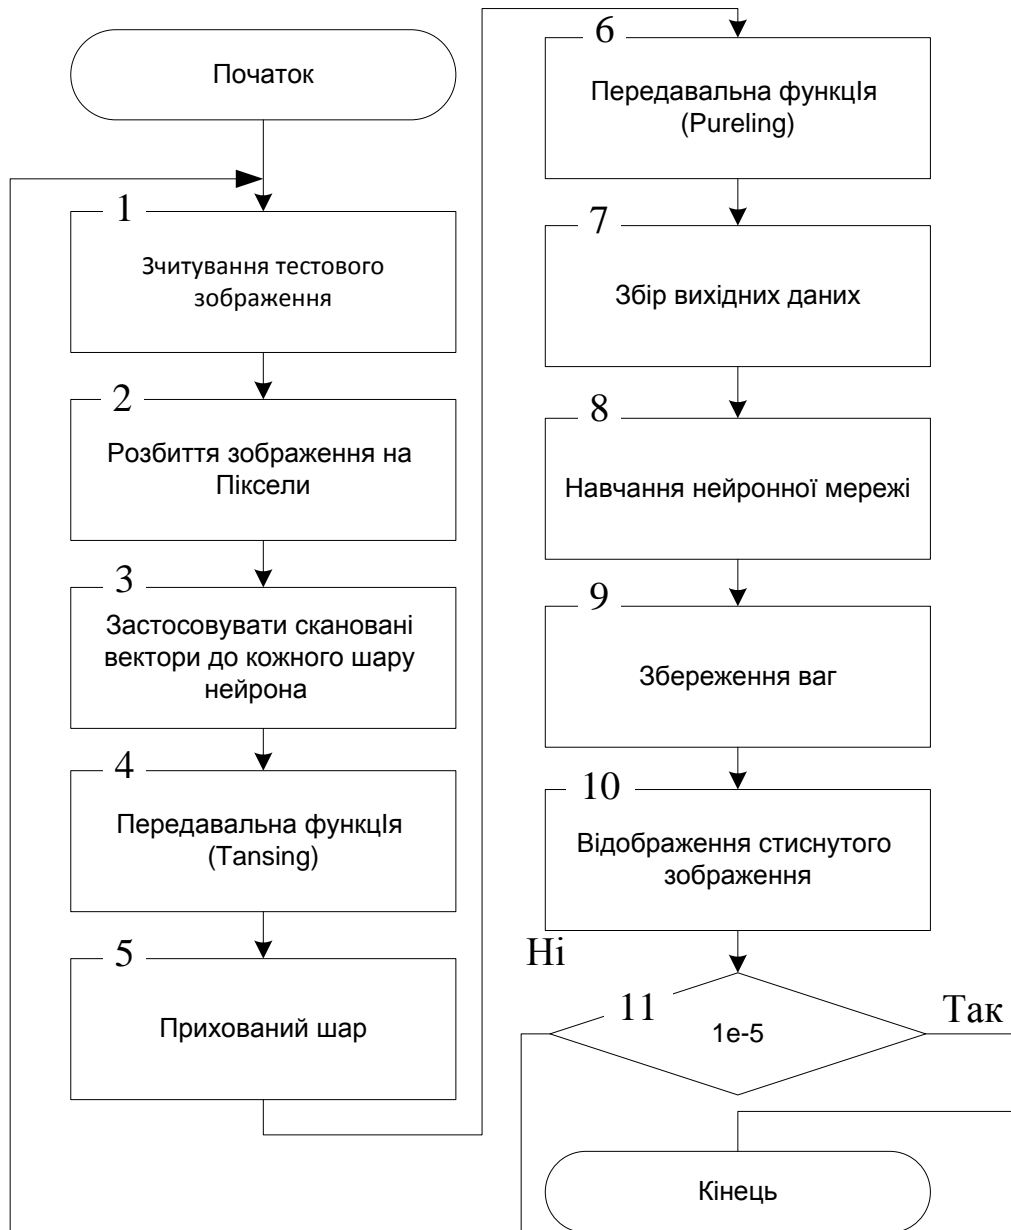 Початок
1
Зчитування тестового
зображення
2
Розбиття зображення на
Піксели
3
Застосовувати скановані
вектори до кожного шару
нейрона
4
Передавальна функцIя
(Tansing)
5
Прихований шар
6
Передавальна функцIя
(Pureling)
7
Збір вихідних даних
8
Навчання нейронної мережі
9
Збереження ваг
10
Відображення стиснутого
зображення
Ні
11
1e-5
Так
Кінець